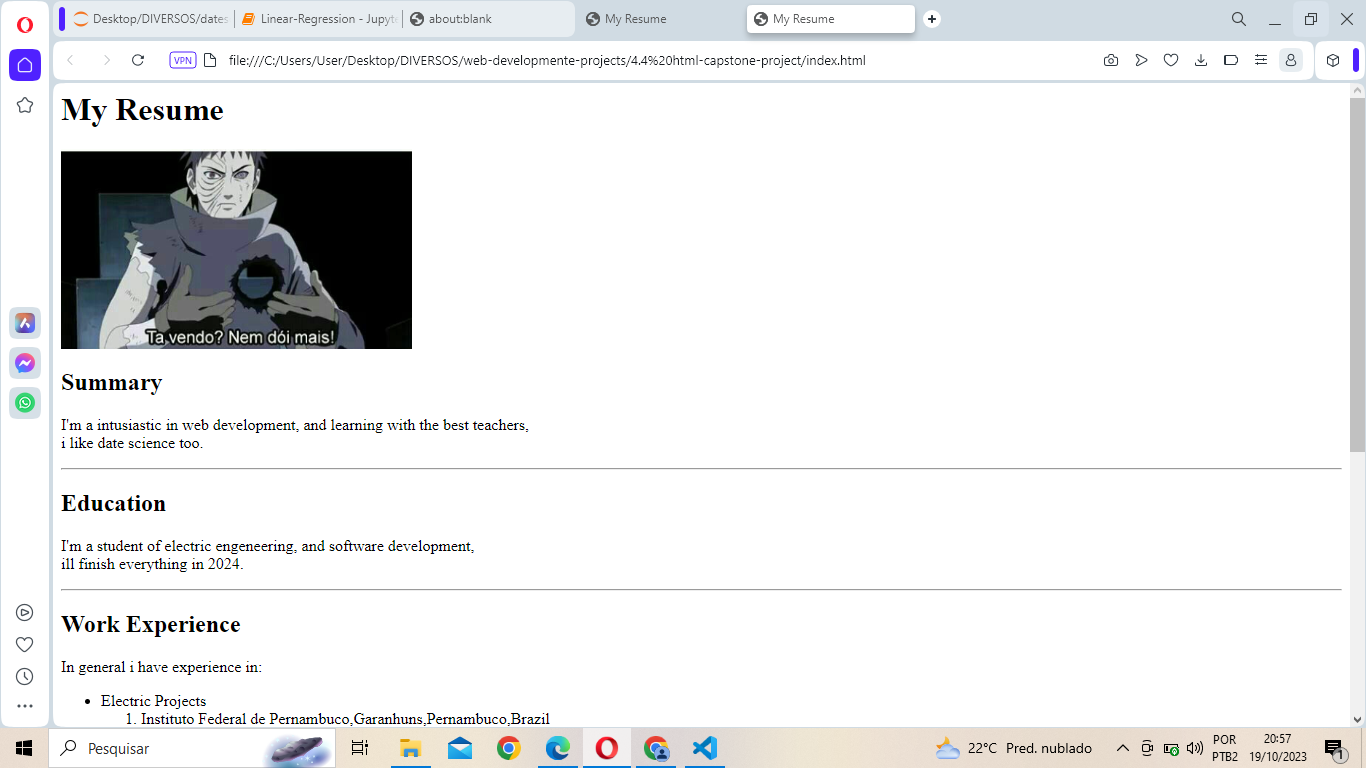 Desktop/DIVERSOS/dates
Linear-Regression - Jupyt
about:blank
My Resume
My Resume
VPN
file:///C:/Users/User/Desktop/DIVERSOS/web-developmente-projects/4.4%20html-capstone-project/index.html
My Resume
Ta vendo? Nem dói mais!
Summary
I'm a intusiastic in web development, and learning with the best teachers,
i like date science too.
Education
I'm a student of electric engeneering, and software development,
ill finish everything in 2024.
Work Experience
In general i have experience in:
• Electric Projects
1. Instituto Federal de Pernambuco,Garanhuns,Pernambuco,Brazil
Pesquisar
22°C Pred. nublado
POR
PTB2
20:57
19/10/2023
1